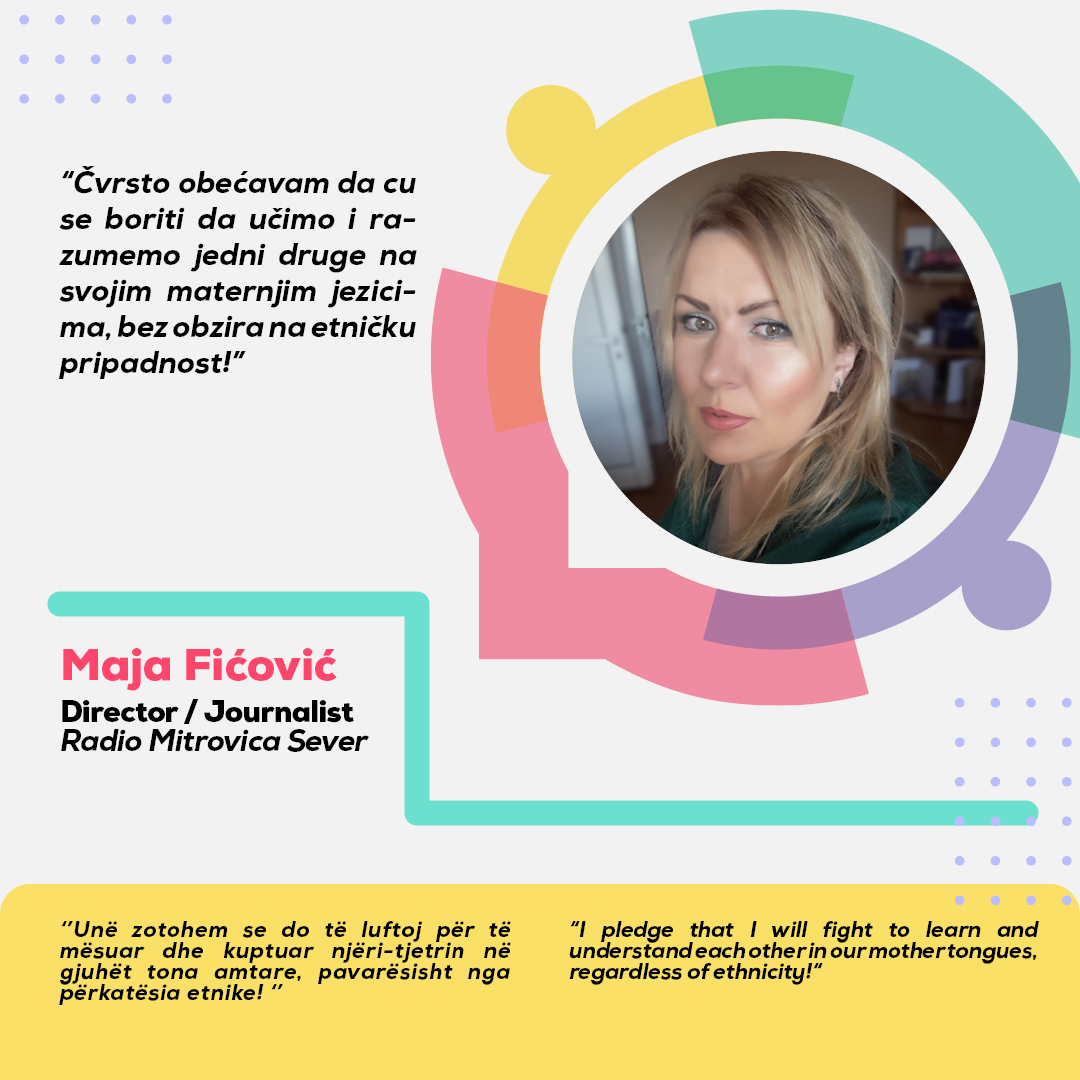 “Čvrsto obećavam da cu
se boriti da učimo i ra-
zumemo jedni druge na
svojim maternjim jezici-
ma, bez obzira na etničku
pripadnost!”
Maja Fićović
Director / Journalist
Radio Mitrovica Sever
‘’Unë zotohem se do të luftoj për të
mësuar dhe kuptuar njëri-tjetrin në
gjuhët tona amtare, pavarësisht nga
përkatësia etnike! ‘’
“I pledge that I will fight to learn and
understand each other in our mother tongues,
regardless of ethnicity!“